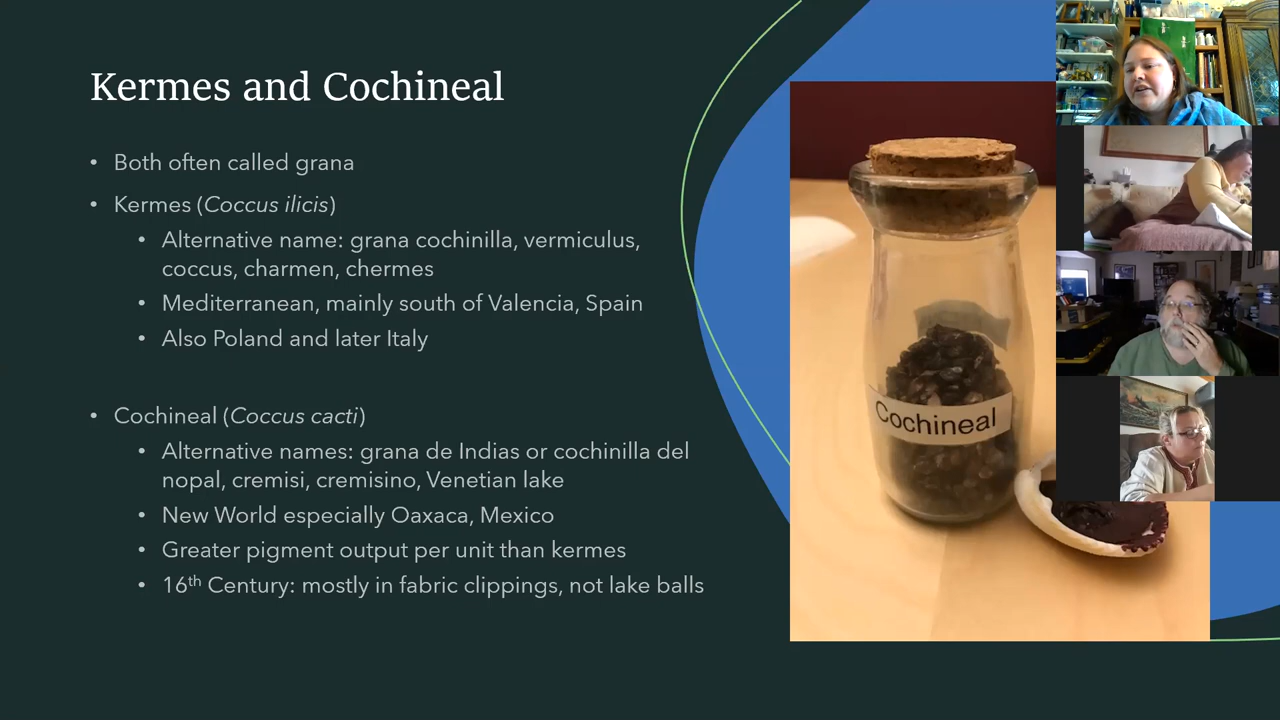 Kermes and Cochineal
• Both often called grana
• Kermes (Coccus ilicis)
• Alternative name: grana cochinilla, vermiculus,
coccus, charmen, chermes
• Mediterranean, mainly south of Valencia, Spain
• Also Poland and later Italy
• Cochineal (Coccus cacti)
• Alternative names: grana de Indias or cochinilla del
nopal, cremisi, cremisino, Venetian lake
• New World especially Oaxaca, Mexico
• Greater pigment output per unit than kermes
• 16th Century: mostly in fabric clippings, not lake balls
Cochineal